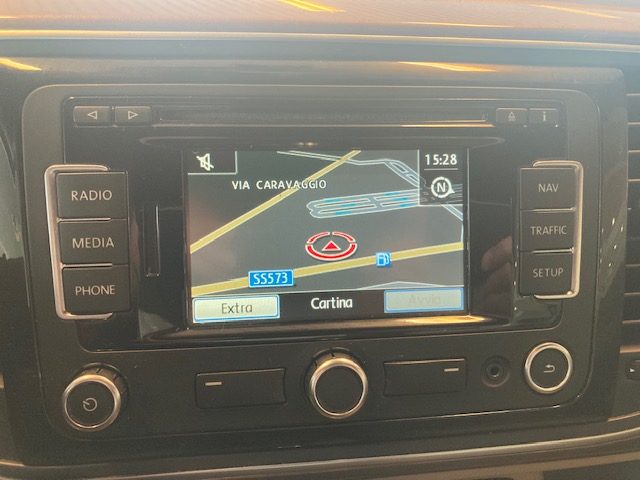 RADIO
MEDIA
PHONE
15:28
VIA CARAVAGGIO
N
SS573
Extra
Cartina
Avvio
NAV
TRAFFIC
SETUP
i